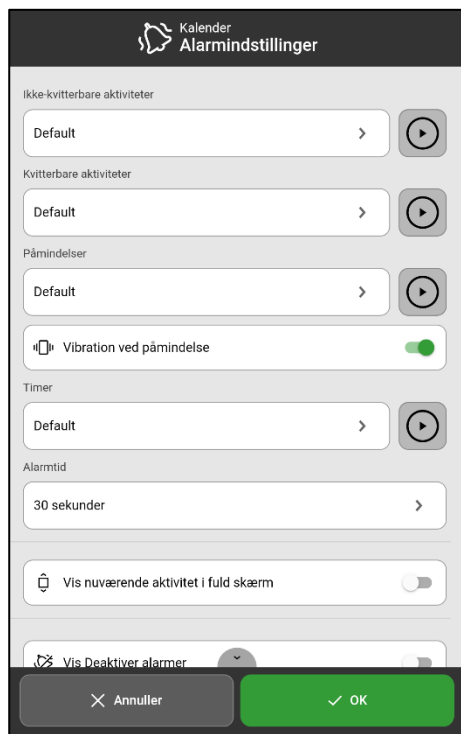 Kalender
Alarmindstillinger
Ikke-kvitterbare aktiviteter
Default
Kvitterbare aktiviteter
Default
Påmindelser
Default
Vibration ved påmindelse
Timer
Default
Alarmtid
30 sekunder
Vis nuværende aktivitet i fuld skærm
Vis Deaktiver alarmer
Annuller
OK